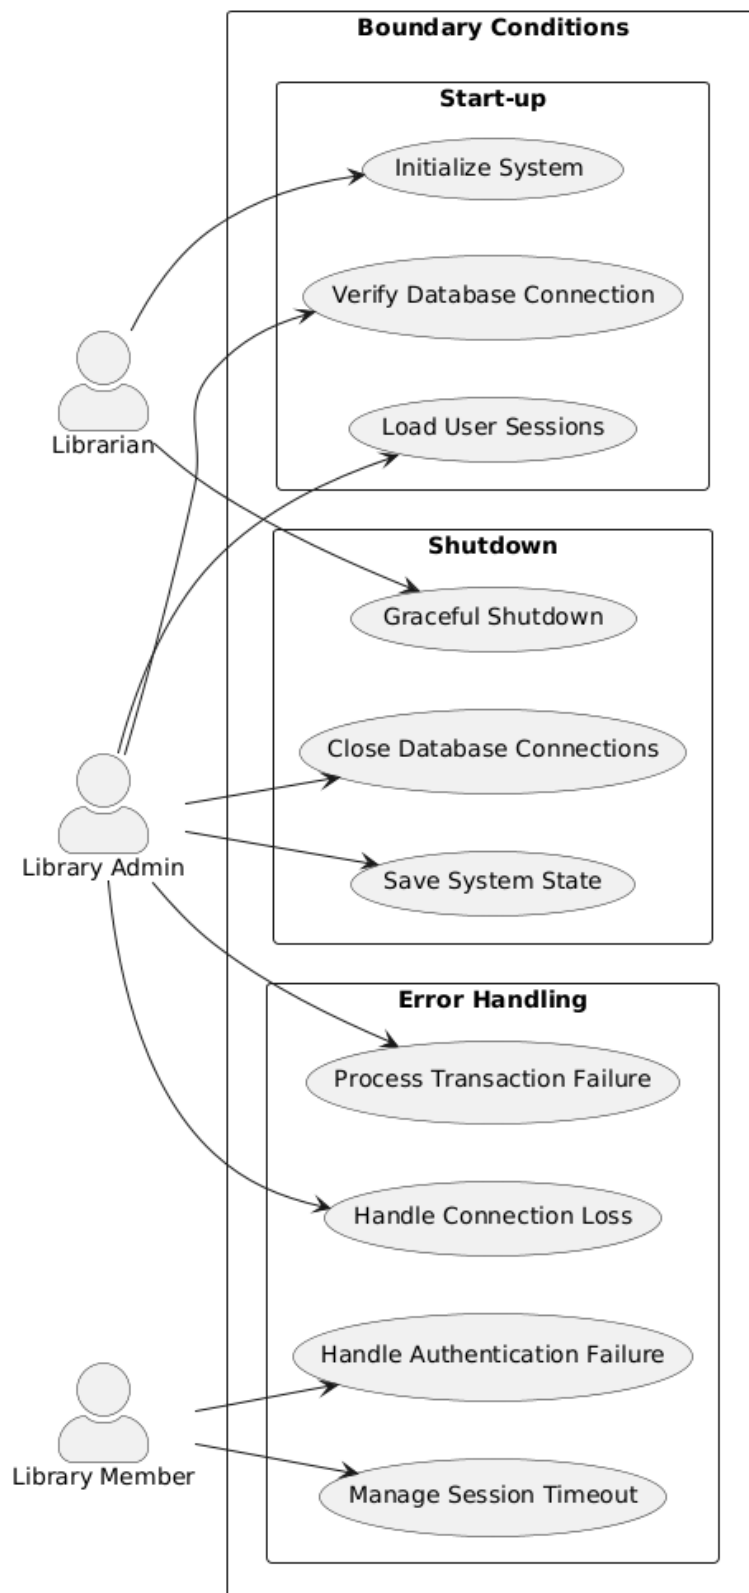 Boundary Conditions
Start-up
Initialize System
Verify Database Connection
Load User Sessions
Librarian
Shutdown
Graceful Shutdown
Close Database Connections
Save System State
Library Admin
Error Handling
Process Transaction Failure
Handle Connection Loss
Handle Authentication Failure
Manage Session Timeout
Library Member